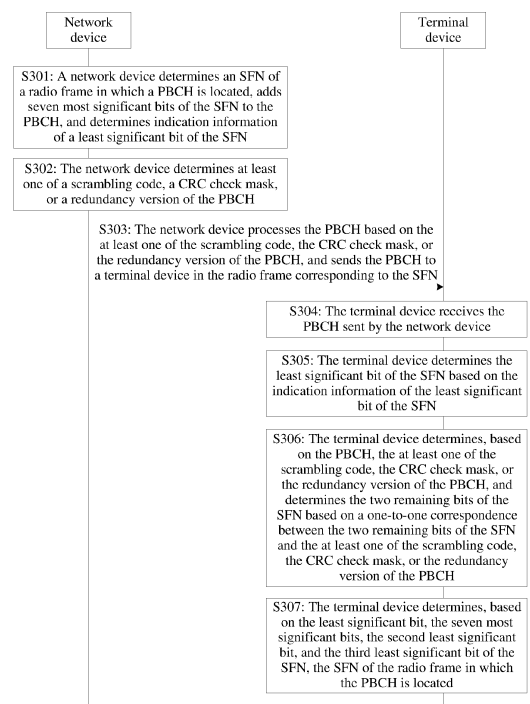 Network
device
Terminal
device
S301: A network device determines an SFN of
a radio frame in which a PBCH is located, adds
seven most significant bits of the SFN to the
PBCH, and determines indication information
of a least significant bit of the SFN
S302: The network device determines at least
one of a scrambling code, a CRC check mask,
or a redundancy version of the PBCH
S303: The network device processes the PBCH based on the
at least one of the scrambling code, the CRC check mask, or
the redundancy version of the PBCH, and sends the PBCH to
a terminal device in the radio frame corresponding to the SFN
S304: The terminal device receives the
PBCH sent by the network device
S305: The terminal device determines the
least significant bit of the SFN based on the
indication information of the least significant
bit of the SFN
S306: The terminal device determines, based
on the PBCH, the at least one of the
scrambling code, the CRC check mask, or
the redundancy version of the PBCH, and
determines the two remaining bits of the
SFN based on a one-to-one correspondence
between the two remaining bits of the SFN
and the at least one of the scrambling code,
the CRC check mask, or the redundancy
version of the PBCH
S307: The terminal device determines, based
on the least significant bit, the seven most
significant bits, the second least significant
bit, and the third least significant bit of the
SFN, the SFN of the radio frame in which
the PBCH is located